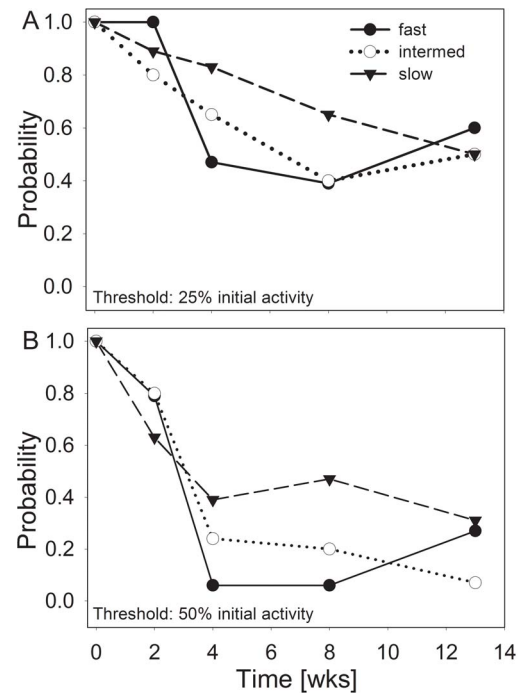 A
1.0
0.8
0.6
0.4
0.2
0.0
Probability
fast
intermed
slow
Threshold: 25% initial activity
B
1.0
0.8
0.6
0.4
0.2
0.0
Probability
Threshold: 50% initial activity
0 2 4 6 8 10 12 14
Time [wks]